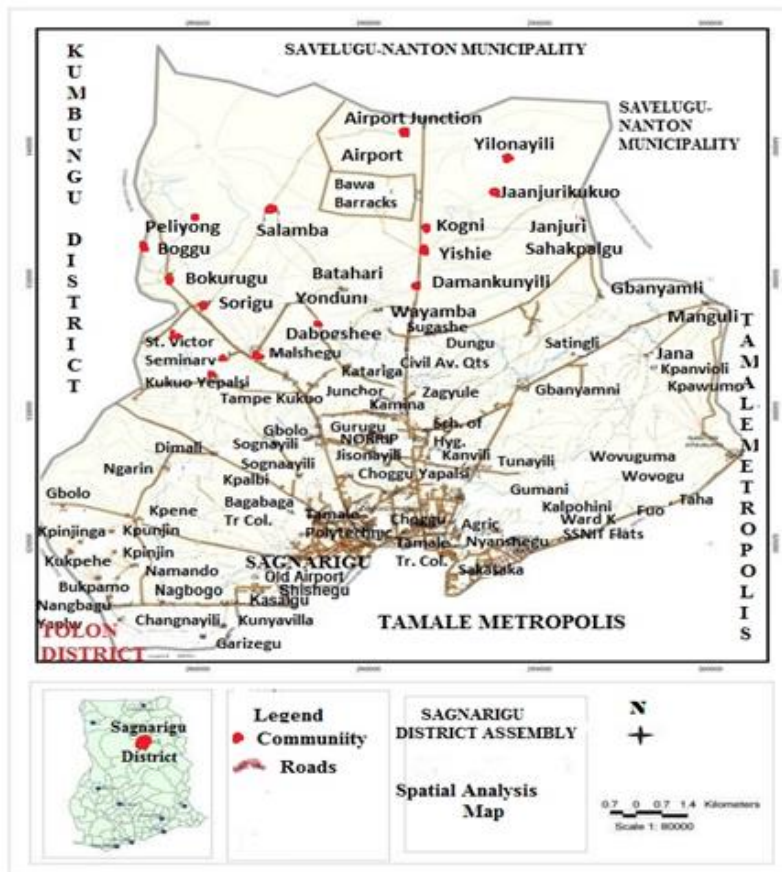 SAVELUGU-NANTON MUNICIPALITY
KUMBUNGU DISTRICT
SAVELUGU-
NANTON
MUNICIPALITY
Airport Junction
Airport
Yilonayili
Bawa
Barracks
Jaanjurikukuo
Peliyong
Salamba
Kogni
Janjuri
Boggu
Yishie
Sahakpalgu
Bokurugu
Batahari
Damankunyili
Gbanyamli
Sorigu
Yonduni
Wayamba
Manguli
Sugashe
TAMALE METROPOLIS
St. Victor
Seminary
Dabogshee
Dungu
Satingli
Malshegu
Civil Av. Qts
Jana
Kpanvioli
Kukuo Yepalsi
Katariga
Kpawumo
Tampe Kukuo
Junchor
Zagyule
Gbanyamni
Kamina
Gbolo
Gurugu
Sch. of
Hyg.
Sognayili
NORRIP
Dimali
Jisonayili
Kanvili
Wovuguma
Ngarin
Sognaayili
Choggu Yapalsi
Tunayili
Kpalbi
Wovogu
Gbolo
Gumani
Bagabaga
Tr Col.
Kpene
Tamale
Polytechnic
Choggu
Agric
Kalpohini
Fuo
Taha
Kpinjinga
Kpunjin
Ward K
SSNIT Flats
Kpinjin
Tamale
Tr. Col.
Nyanshegu
Kukpehe
Namando
SAGNARIGU
Old Airport
Sakasaka
Bukpamo
Nagbogo
Shishegu
Nangbagu
Kasalgu
Changnayili
Kunyavilla
TAMALE METROPOLIS
TOLON
DISTRICT
Garizegu
Sagnarigu
District
Legend
Communiity
Roads
SAGNARIGU
DISTRICT ASSEMBLY
Spatial Analysis
Map
N
0.7 0 0.7 1.4 Kilometers
Scale 1: 80000